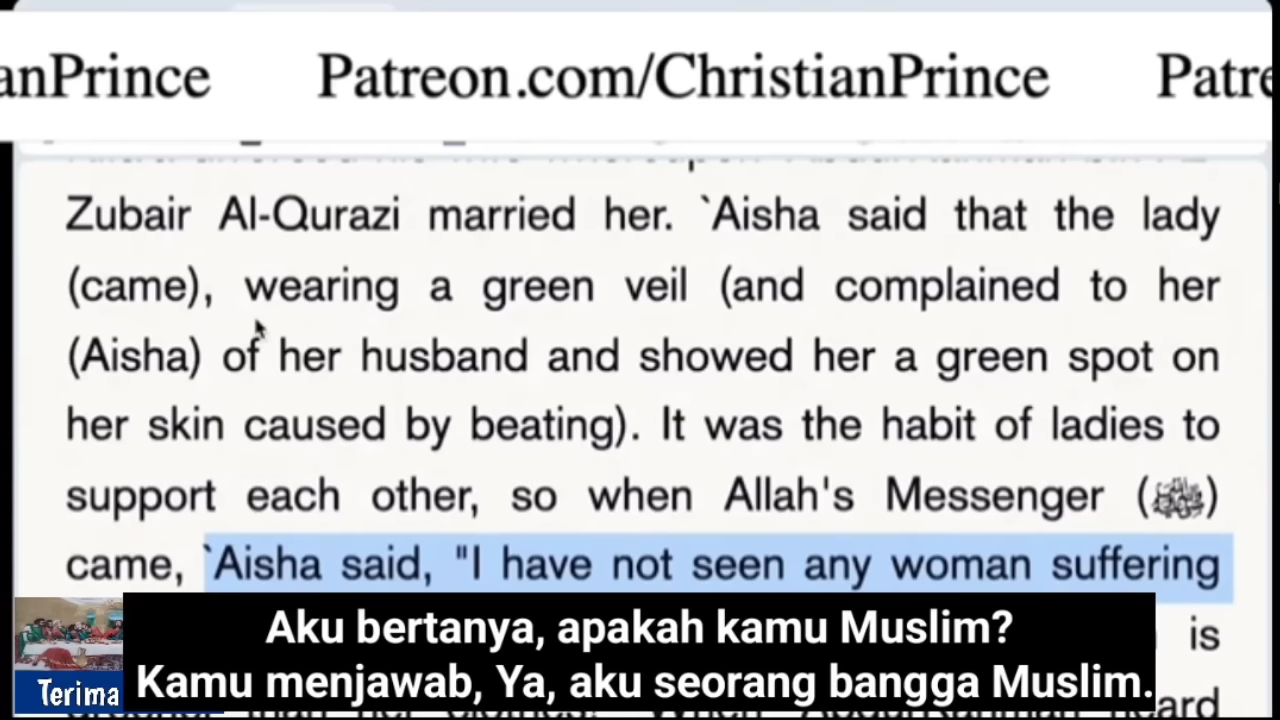 anPrince Patreon.com/ChristianPrince Patre
Zubair Al-Qurazi married her. `Aisha said that the lady
(came), wearing a green veil (and complained to her
(Aisha) of her husband and showed her a green spot on
her skin caused by beating). It was the habit of ladies to
support each other, so when Allah's Messenger (ﷺ)
came, `Aisha said, "I have not seen any woman suffering
is
Aku bertanya, apakah kamu Muslim?
Kamu menjawab, Ya, aku seorang bangga Muslim.
Terima